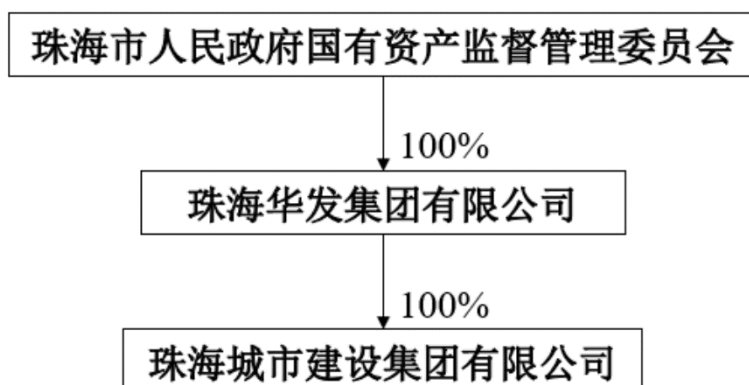 珠海市人民政府国有资产监督管理委员会
100%
珠海华发集团有限公司
100%
珠海城市建设集团有限公司